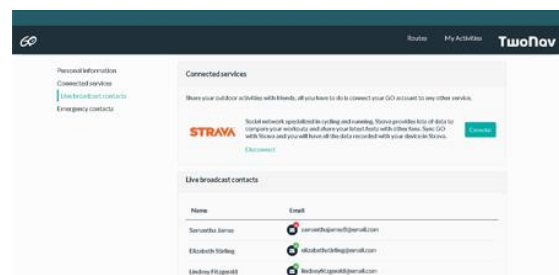 GO
Routes
My Activities
TwoNav
Personal information
Connected services
Live broadcast contacts
Emergency contacts
Connected services
Share your outdoor activities with friends, all you have to do is connect your GO account to any other service.
STRAVA
Social network specialized in cycling and running. Strava provides lots of data to
compare your workouts and share your latest feats with other fans. Sync GO
with Strava and you will have all the data recorded with your device in Strava.
Disconnect
Live broadcast contacts
Name
Email
Samantha James
Elizabeth Stirling
Lindsey Fitzgerald